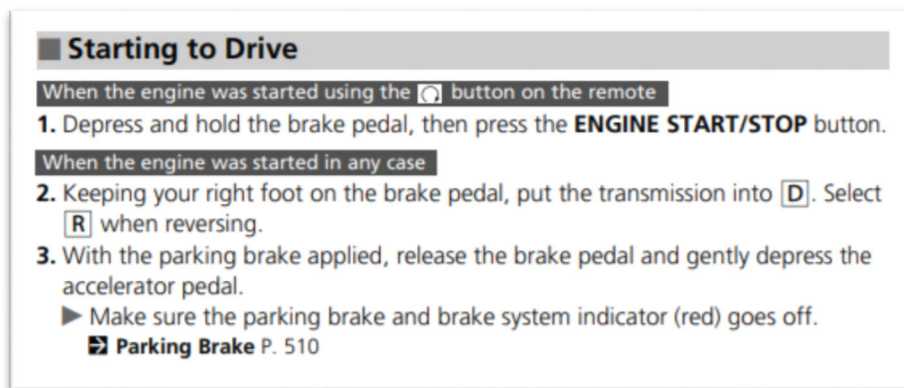 ■ Starting to Drive
When the engine was started using the button on the remote
1. Depress and hold the brake pedal, then press the ENGINE START/STOP button.
When the engine was started in any case
2. Keeping your right foot on the brake pedal, put the transmission into D. Select
R when reversing.
3. With the parking brake applied, release the brake pedal and gently depress the
accelerator pedal.
▶ Make sure the parking brake and brake system indicator (red) goes off.
Parking Brake P. 510